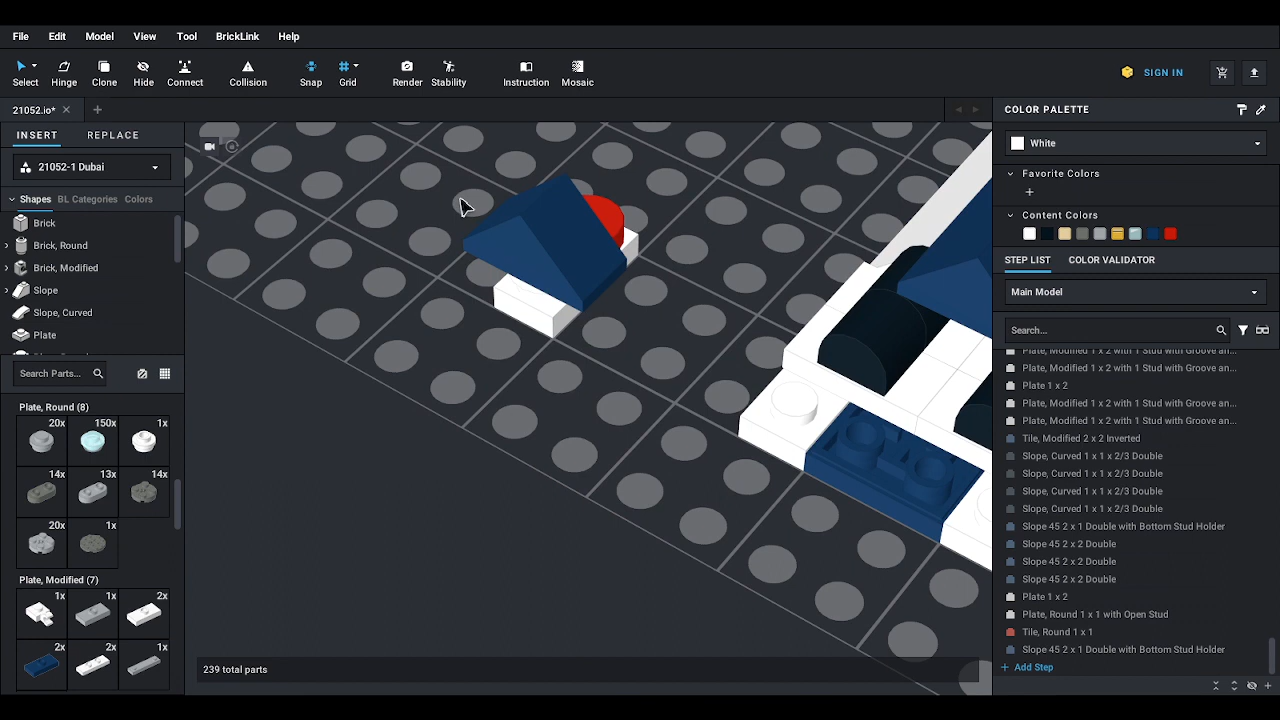 File Edit Model View Tool BrickLink Help
Select Hinge Clone Hide Connect Collision Snap Grid Render Stability Instruction Mosaic SIGN IN
21052.io*
INSERT REPLACE
21052-1 Dubai
Shapes BL Categories Colors
Brick
Brick, Round
Brick, Modified
Slope
Slope, Curved
Plate
Search Parts...
Plate, Round (8)
20x 150x 1x
14x 13x 14x
20x 1x
Plate, Modified (7)
1x 1x 2x
2x 2x 1x
239 total parts
COLOR PALETTE
White
Favorite Colors
Content Colors
STEP LIST COLOR VALIDATOR
Main Model
Search...
Plate, Modified 1 x 2 with 1 Stud with Groove an...
Plate, Modified 1 x 2 with 1 Stud with Groove an...
Plate 1 x 2
Plate, Modified 1 x 2 with 1 Stud with Groove an...
Plate, Modified 1 x 2 with 1 Stud with Groove an...
Tile, Modified 2 x 2 Inverted
Slope, Curved 1 x 1 x 2/3 Double
Slope, Curved 1 x 1 x 2/3 Double
Slope, Curved 1 x 1 x 2/3 Double
Slope, Curved 1 x 1 x 2/3 Double
Slope 45 2 x 1 Double with Bottom Stud Holder
Slope 45 2 x 2 Double
Slope 45 2 x 2 Double
Slope 45 2 x 2 Double
Plate 1 x 2
Plate, Round 1 x 1 with Open Stud
Tile, Round 1 x 1
Slope 45 2 x 1 Double with Bottom Stud Holder
+ Add Step